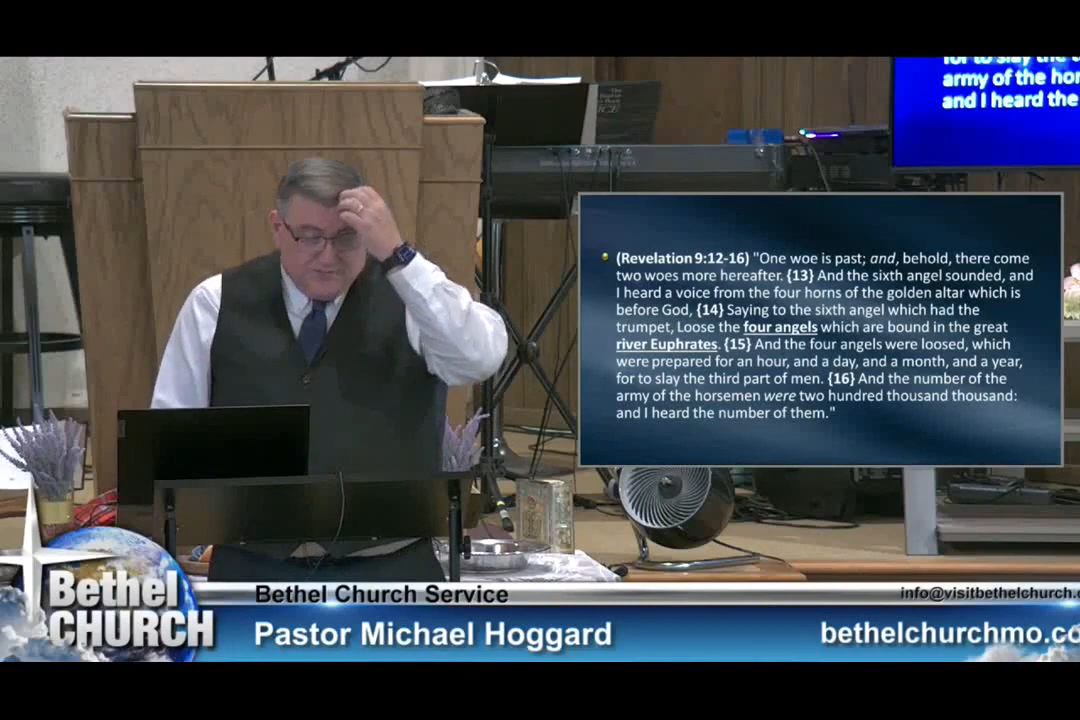 for to slay the
army of the hor
and I heard the
(Revelation 9:12-16) "One woe is past; and, behold, there come
two woes more hereafter. {13} And the sixth angel sounded, and
I heard a voice from the four horns of the golden altar which is
before God, {14} Saying to the sixth angel which had the
trumpet, Loose the four angels which are bound in the great
river Euphrates. {15} And the four angels were loosed, which
were prepared for an hour, and a day, and a month, and a year,
for to slay the third part of men. {16} And the number of the
army of the horsemen were two hundred thousand thousand:
and I heard the number of them."
Bethel
CHURCH
Bethel Church Service
info@visitbethelchurch.
Pastor Michael Hoggard
bethelchurchmo.co